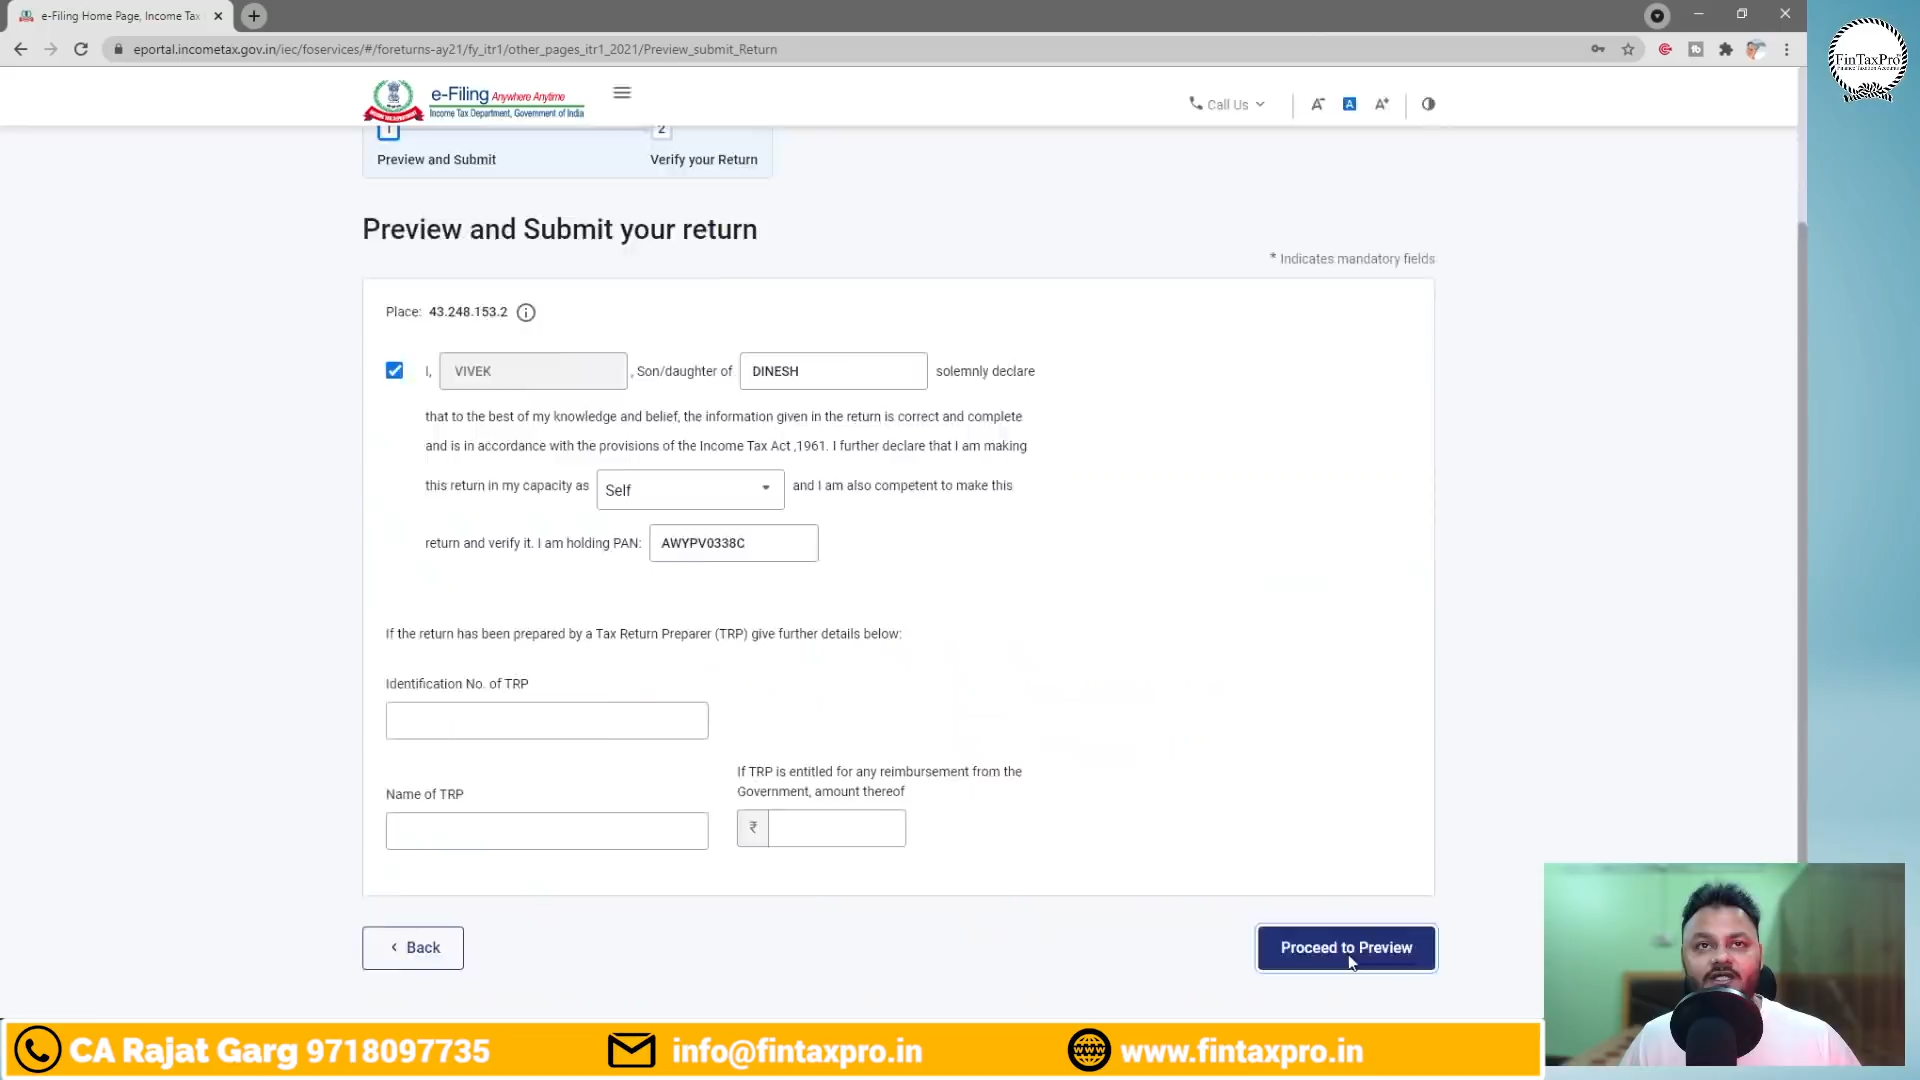 e-Filing Home Page, Income Tax
eportal.incometax.gov.in/iec/foservices/#/foreturns-ay21/fy_itr1/other_pages_itr1_2021/Preview_submit_Return
FinTaxPro
e-Filing Anywhere Anytime
Income Tax Department, Government of India
Call Us
A-
A
A+
1
2
Preview and Submit
Verify your Return
Preview and Submit your return
* Indicates mandatory fields
Place: 43.248.153.2
I, VIVEK , Son/daughter of DINESH solemnly declare
that to the best of my knowledge and belief, the information given in the return is correct and complete
and is in accordance with the provisions of the Income Tax Act ,1961. I further declare that I am making
this return in my capacity as Self and I am also competent to make this
return and verify it. I am holding PAN: AWYPV0338C
If the return has been prepared by a Tax Return Preparer (TRP) give further details below:
Identification No. of TRP
If TRP is entitled for any reimbursement from the
Government, amount thereof
Name of TRP
₹
< Back
Proceed to Preview
CA Rajat Garg 9718097735
info@fintaxpro.in
www
www.fintaxpro.in